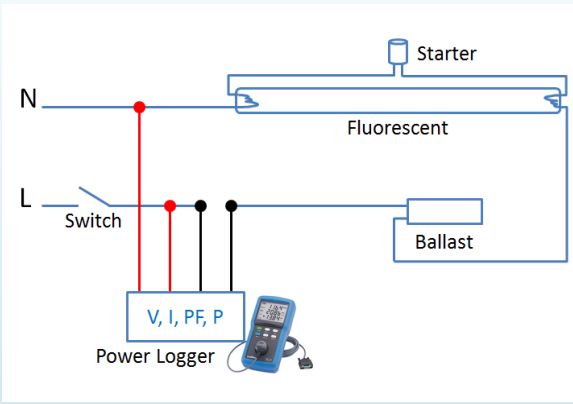 Starter
N
Fluorescent
L
Switch
Ballast
V, I, PF, P
Power Logger